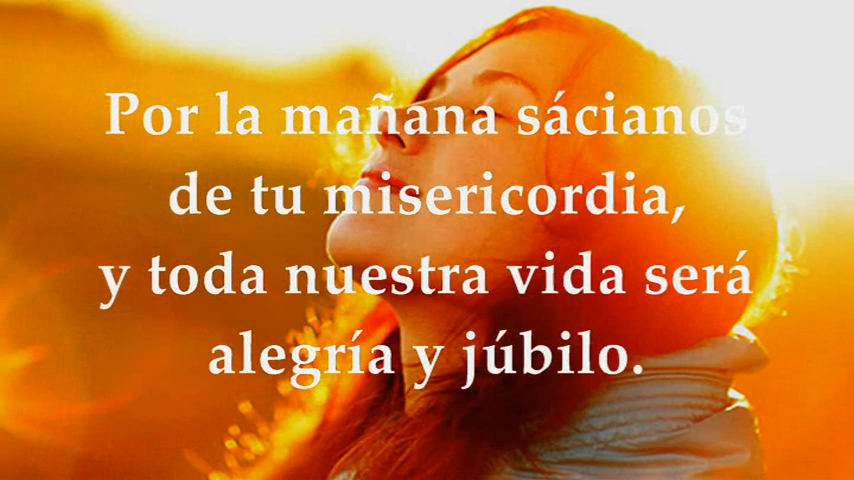 Por la mañana sácianos
de tu misericordia,
y toda nuestra vida será
alegría y júbilo.